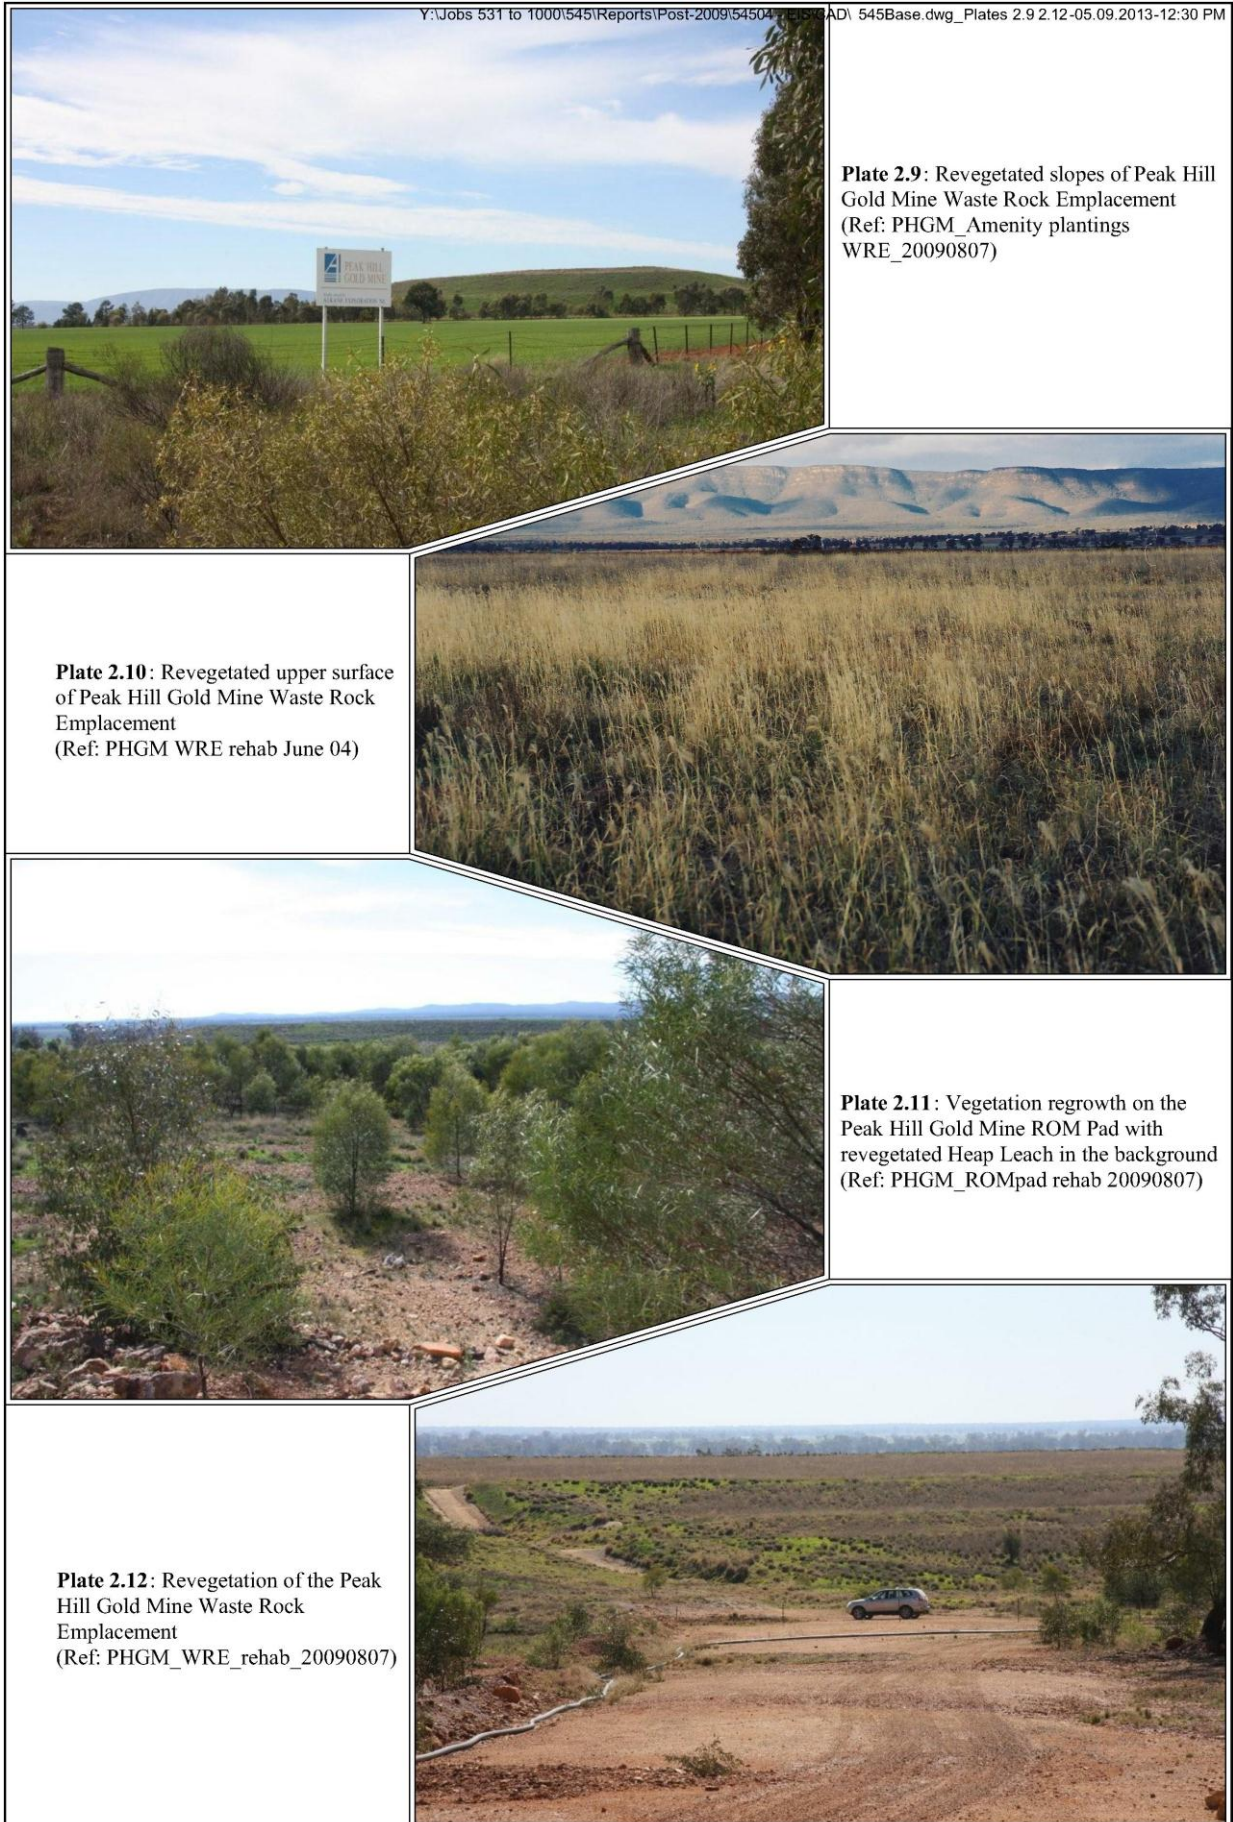 Y:\Jobs 531 to 1000\545\Reports\Post-2009\54504 545Base.dwg_Plates 2.9 2.12-05.09.2013-12:30 PM
PEAK HILL
GOLD MINE
Plate 2.9: Revegetated slopes of Peak Hill
Gold Mine Waste Rock Emplacement
(Ref: PHGM_Amenity plantings
WRE_20090807)
Plate 2.10: Revegetated upper surface
of Peak Hill Gold Mine Waste Rock
Emplacement
(Ref: PHGM WRE rehab June 04)
Plate 2.11: Vegetation regrowth on the
Peak Hill Gold Mine ROM Pad with
revegetated Heap Leach in the background
(Ref: PHGM_ROMpad rehab 20090807)
Plate 2.12: Revegetation of the Peak
Hill Gold Mine Waste Rock
Emplacement
(Ref: PHGM_WRE_rehab_20090807)